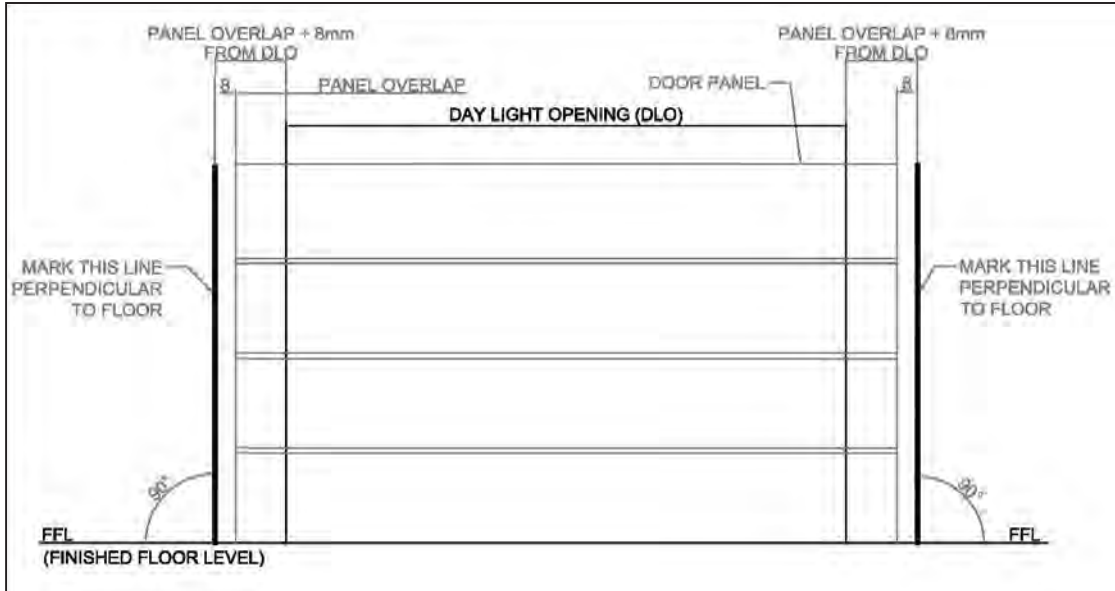 PANEL OVERLAP + 8mm
FROM DLO
PANEL OVERLAP + 8mm
FROM DLO
8
PANEL OVERLAP
DOOR PANEL
8
DAY LIGHT OPENING (DLO)
MARK THIS LINE
PERPENDICULAR
TO FLOOR
MARK THIS LINE
PERPENDICULAR
TO FLOOR
90°
90°
FFL
FFL
(FINISHED FLOOR LEVEL)